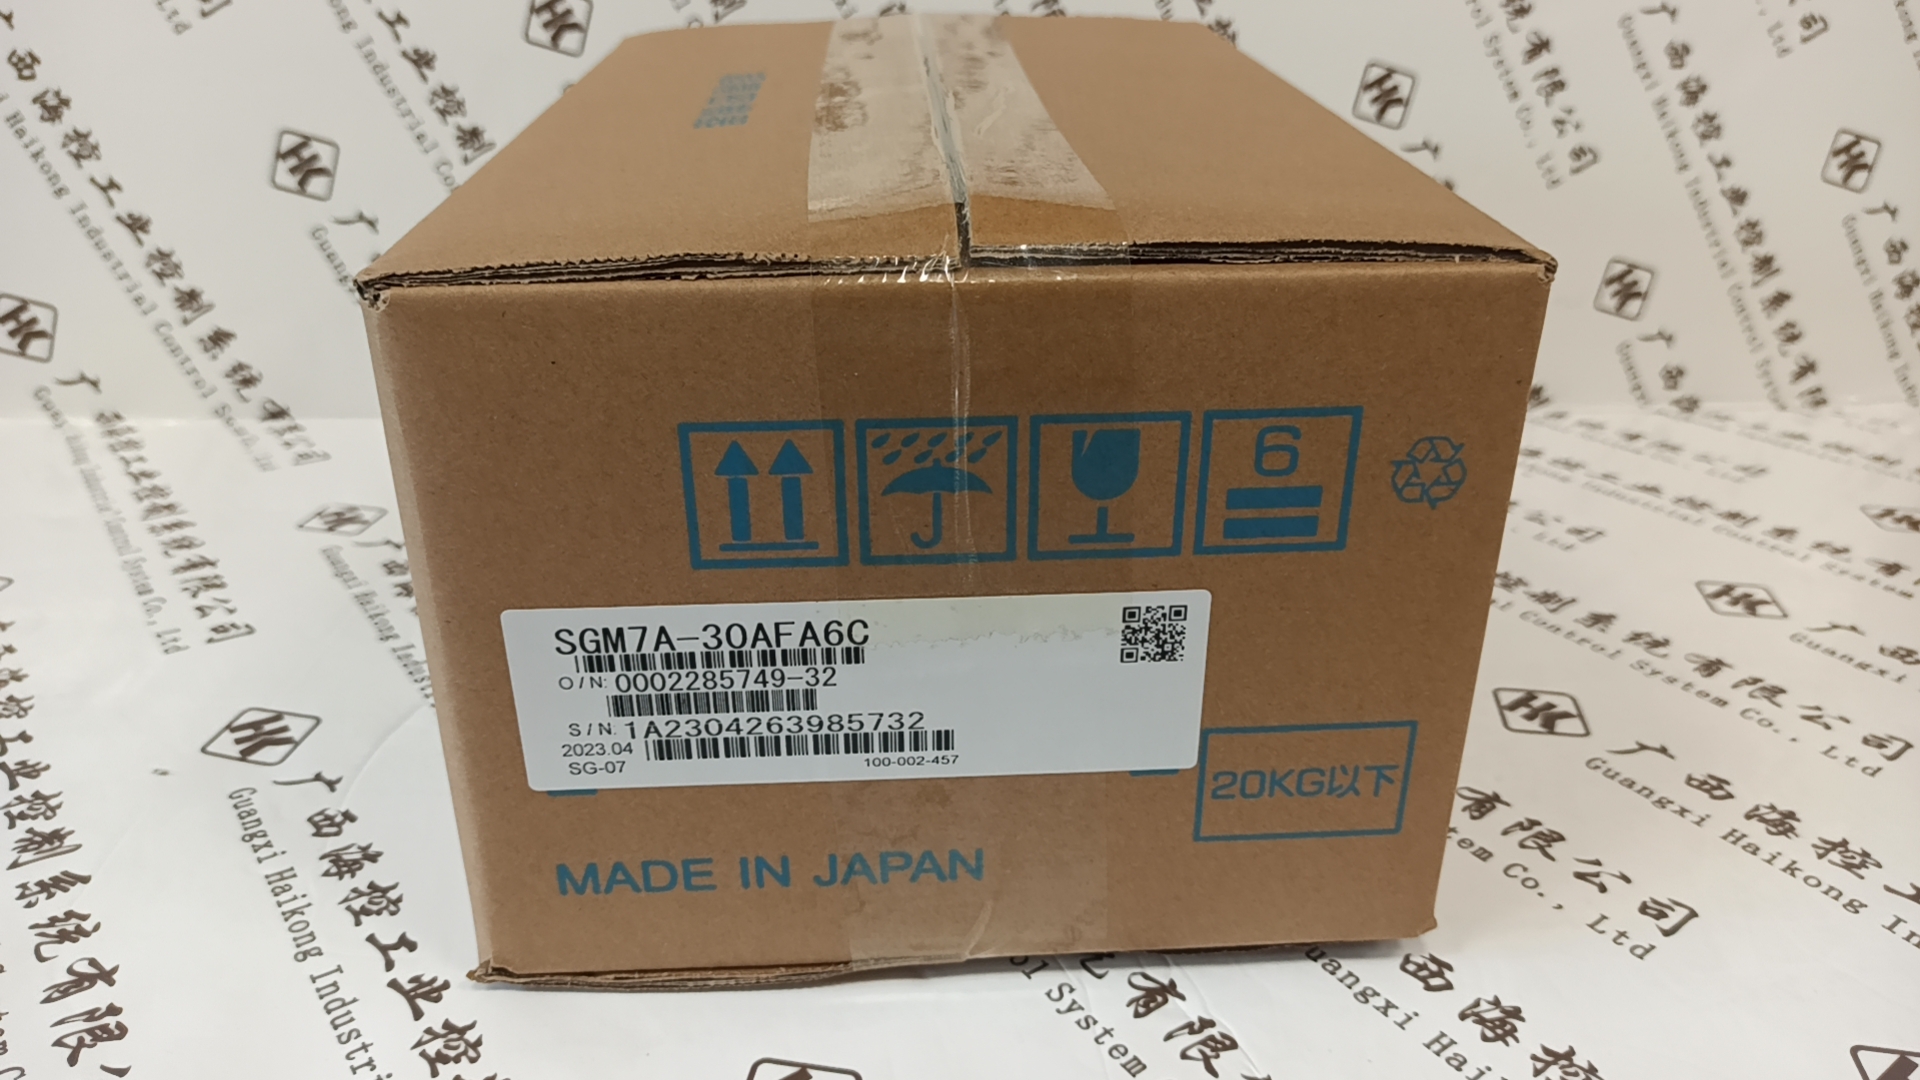 6
SGM7A-30AFA6C
O/N: 0002285749-32
S/N: 1A2304263985732
2023.04
SG-07
100-002-457
20KG以下
MADE IN JAPAN
HK
广西海控工业控制系统有限公司
Guangxi Haikong Industrial Control System Co., Ltd